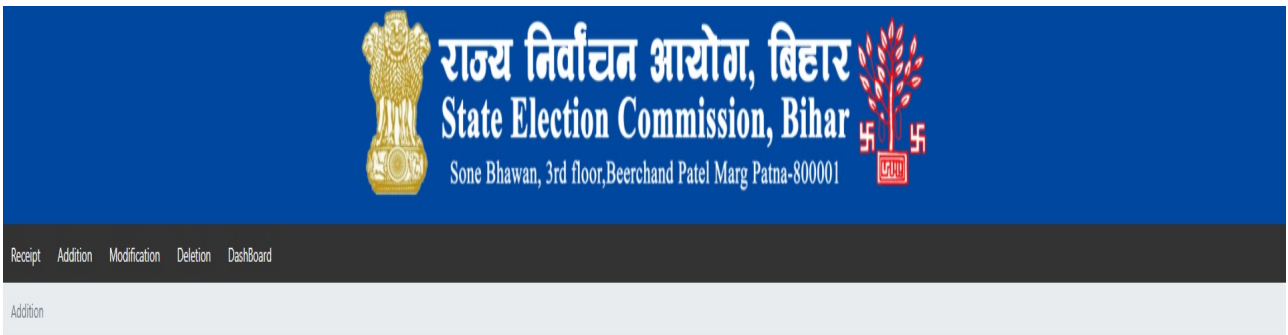 राज्य निर्वाचन आयोग, बिहार
State Election Commission, Bihar
Sone Bhawan, 3rd floor,Beerchand Patel Marg Patna-800001
Receipt Addition Modification Deletion DashBoard
Addition